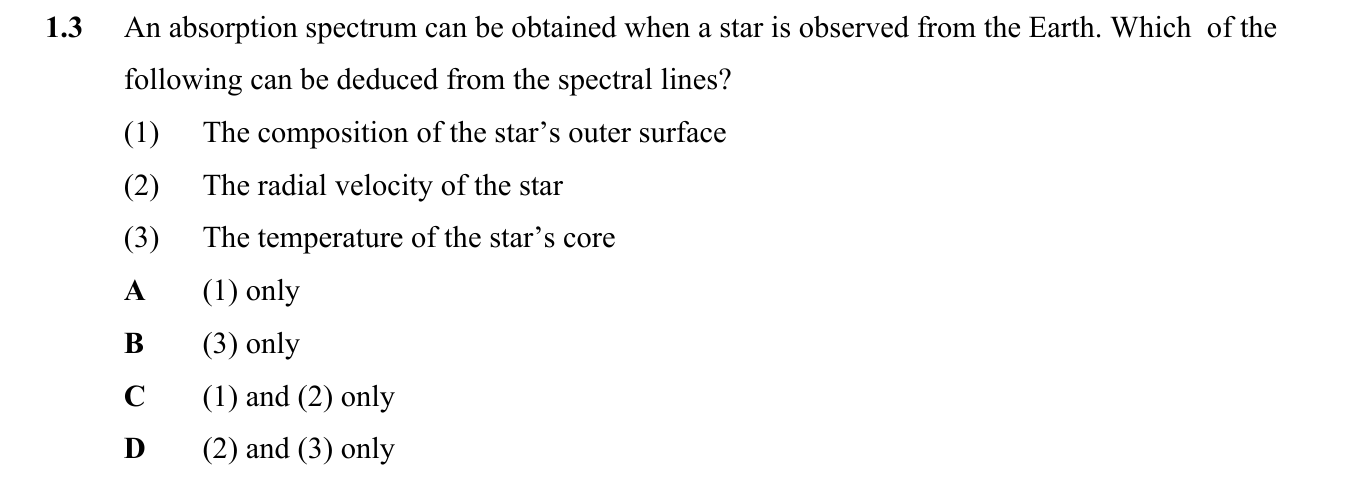 1.3 An absorption spectrum can be obtained when a star is observed from the Earth. Which of the
following can be deduced from the spectral lines?
(1) The composition of the star’s outer surface
(2) The radial velocity of the star
(3) The temperature of the star’s core
A (1) only
B (3) only
C (1) and (2) only
D (2) and (3) only